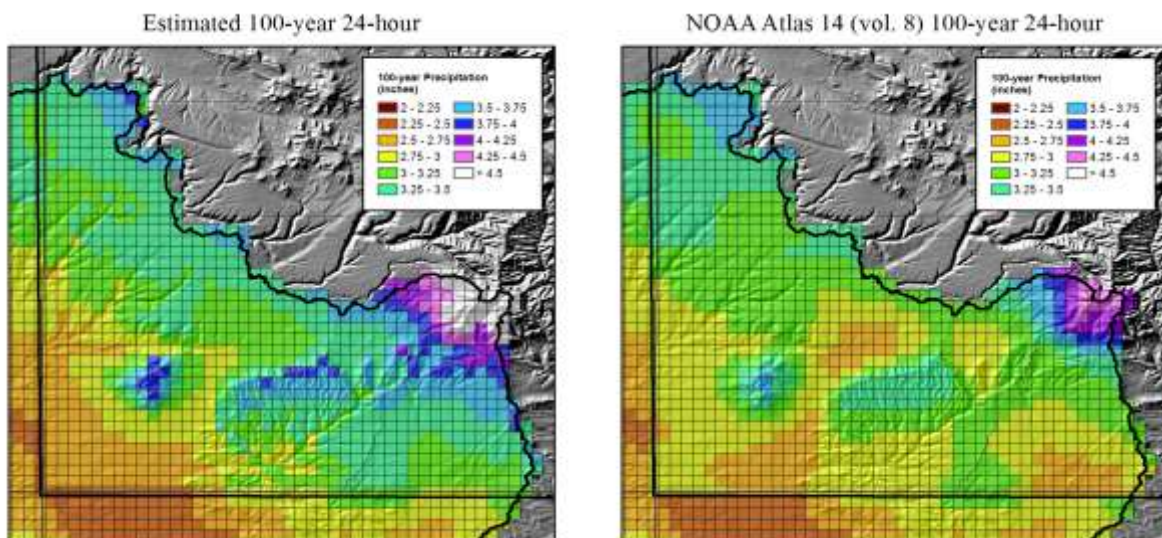 Estimated 100-year 24-hour
NOAA Atlas 14 (vol. 8) 100-year 24-hour
100-year Precipitation
(inches)
2 - 2.25
3.5 - 3.75
2.25 - 2.5
3.75 - 4
2.5 - 2.75
4 - 4.25
2.75 - 3
4.25 - 4.5
3 - 3.25
> 4.5
3.25 - 3.5
100-year Precipitation
(inches)
2 - 2.25
3.5 - 3.75
2.25 - 2.5
3.75 - 4
2.5 - 2.75
4 - 4.25
2.75 - 3
4.25 - 4.5
3 - 3.25
> 4.5
3.25 - 3.5